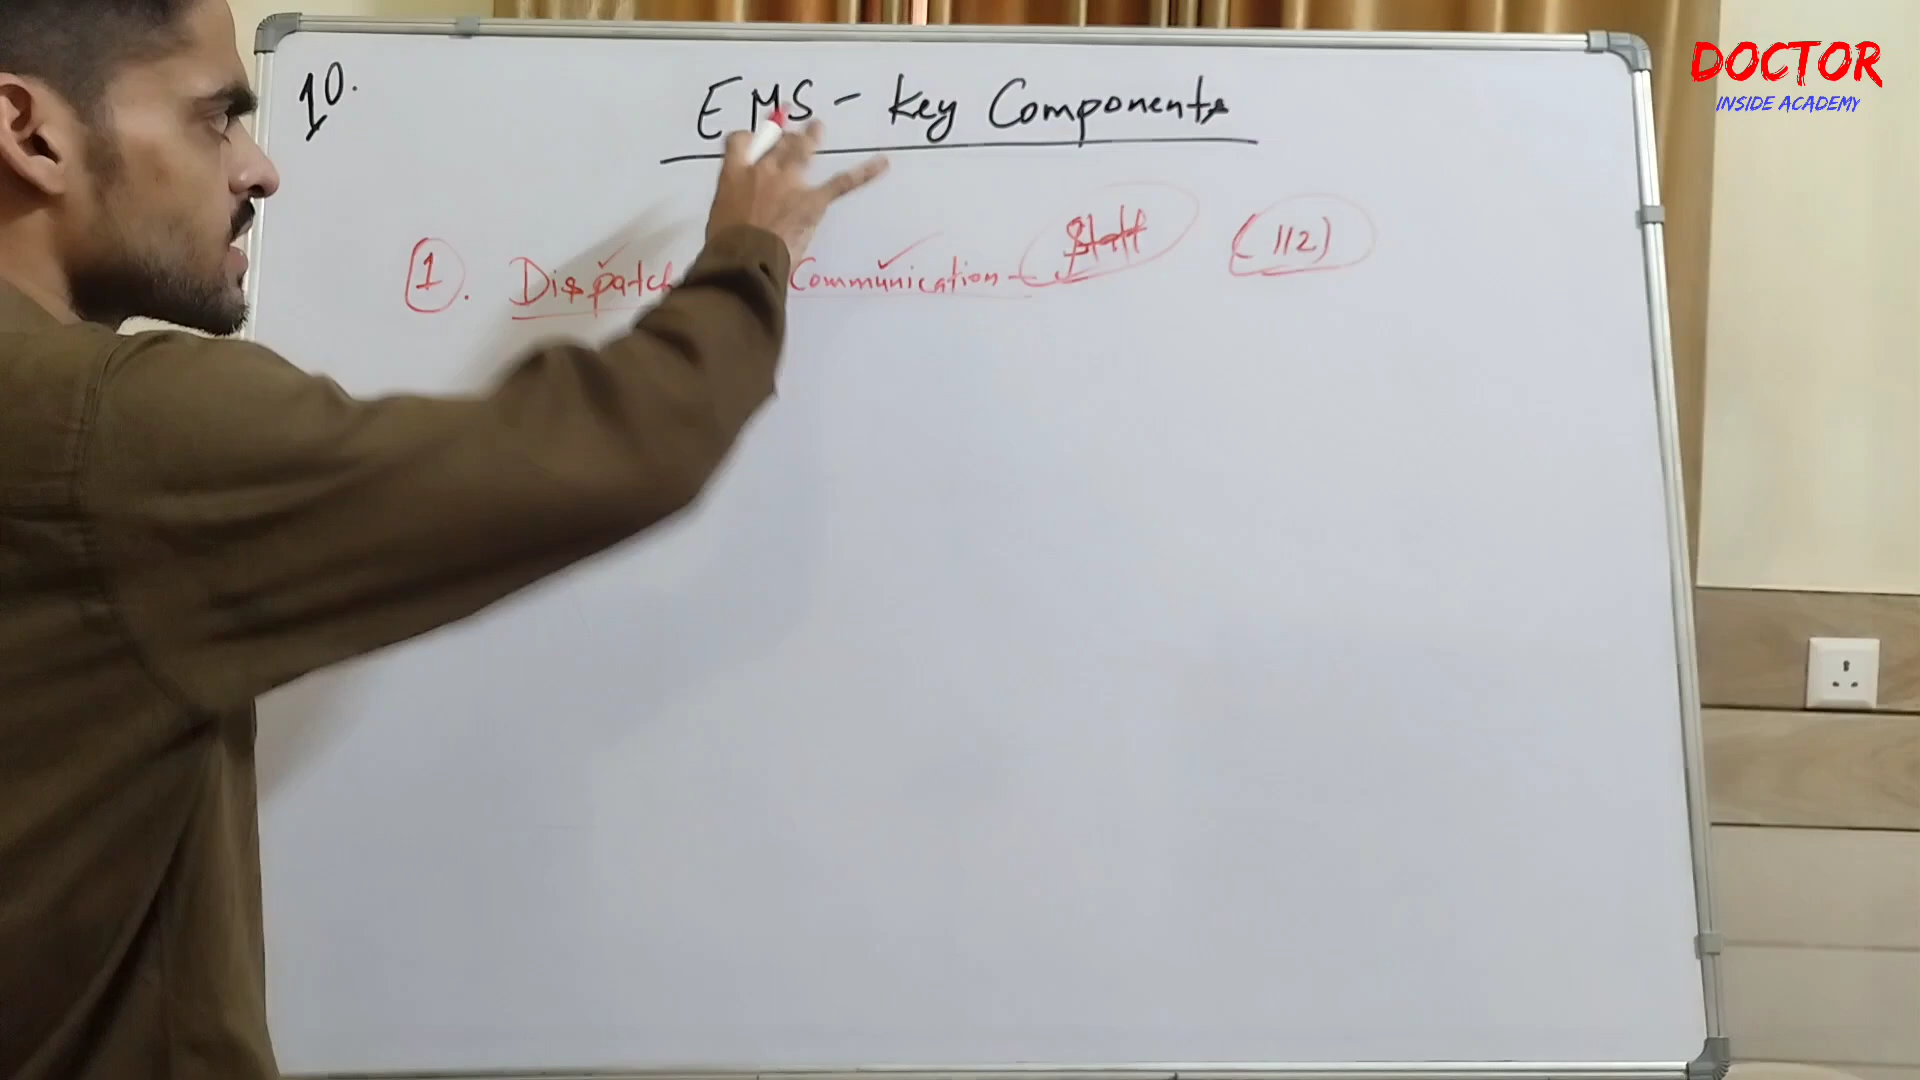 DOCTOR
INSIDE ACADEMY
10.
EMS - Key Components
1. Dispatch Communication - Staff (112)